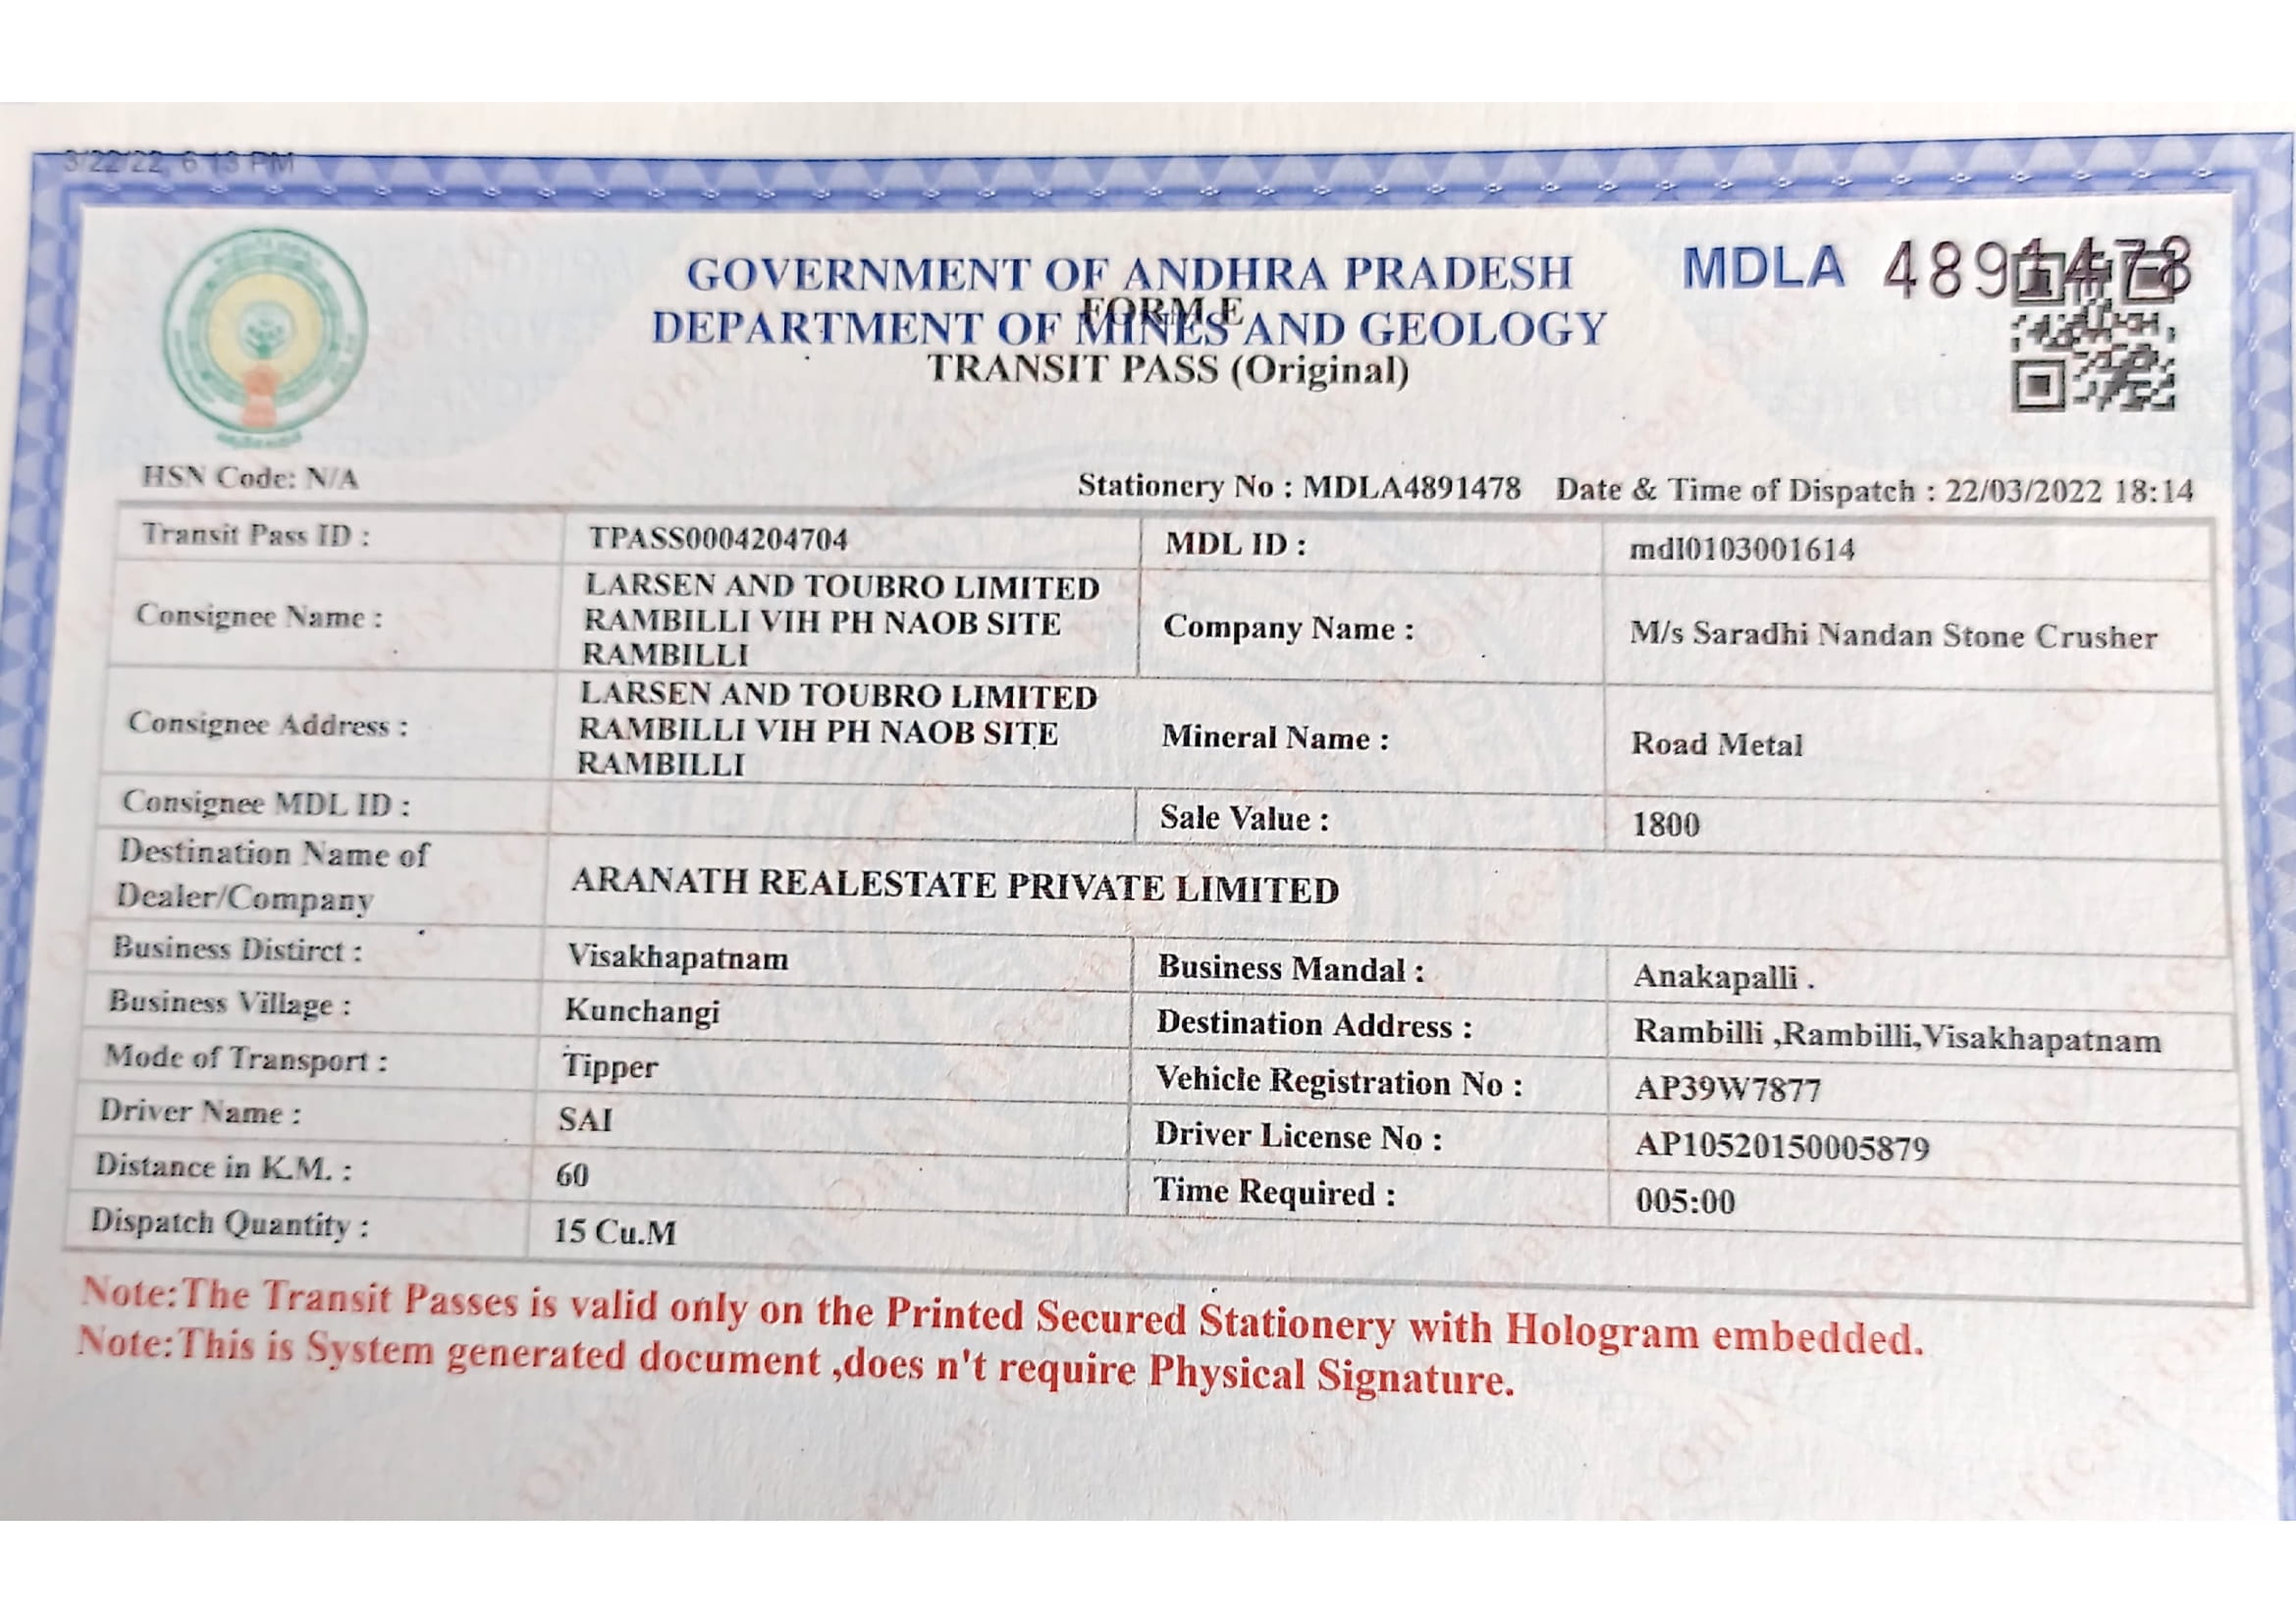 3/22/22, 6:13 PM
GOVERNMENT OF ANDHRA PRADESH
MDLA 4891478
FORM E
DEPARTMENT OF MINES AND GEOLOGY
TRANSIT PASS (Original)
HSN Code: N/A
Stationery No : MDLA4891478 Date & Time of Dispatch : 22/03/2022 18:14
Transit Pass ID : TPASS0004204704 MDL ID : mdl0103001614
Consignee Name : LARSEN AND TOUBRO LIMITED
RAMBILLI VIH PH NAOB SITE
RAMBILLI
Company Name : M/s Saradhi Nandan Stone Crusher
Consignee Address : LARSEN AND TOUBRO LIMITED
RAMBILLI VIH PH NAOB SITE
RAMBILLI
Mineral Name : Road Metal
Consignee MDL ID : Sale Value : 1800
Destination Name of
Dealer/Company
ARANATH REALESTATE PRIVATE LIMITED
Business Distirct : Visakhapatnam Business Mandal : Anakapalli .
Business Village : Kunchangi Destination Address : Rambilli ,Rambilli,Visakhapatnam
Mode of Transport : Tipper Vehicle Registration No : AP39W7877
Driver Name : SAI Driver License No : AP10520150005879
Distance in K.M. : 60 Time Required : 005:00
Dispatch Quantity : 15 Cu.M
Note:The Transit Passes is valid only on the Printed Secured Stationery with Hologram embedded.
Note:This is System generated document ,does n't require Physical Signature.